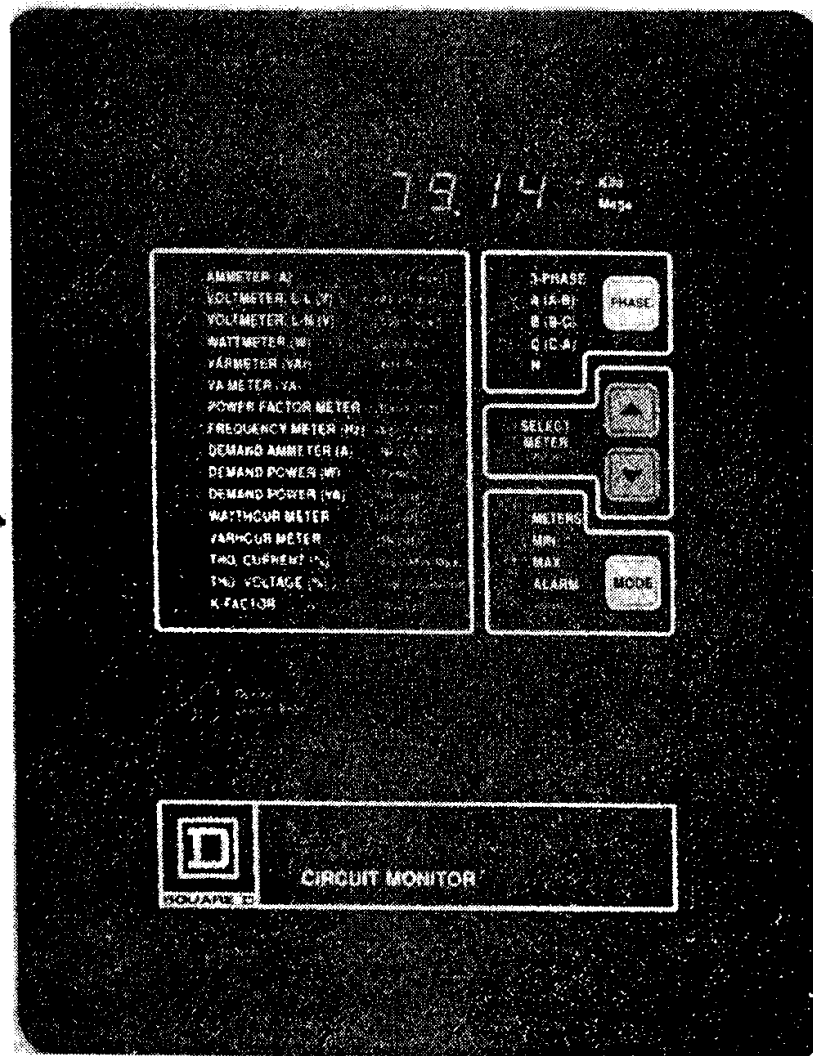 79.14
Kilo
Mega
AMMETER (A)
VOLTMETER, L-L (V)
VOLTMETER, L-N (V)
WATTMETER (W)
VARMETER (VAr)
VA METER (VA)
POWER FACTOR METER
FREQUENCY METER (Hz)
DEMAND AMMETER (A)
DEMAND POWER (W)
DEMAND POWER (VA)
WATTHOUR METER
VARHOUR METER
THD, CURRENT (%)
THD, VOLTAGE (%)
K-FACTOR
3-PHASE
A (A-B)
B (B-C)
C (C-A)
N
PHASE
SELECT
METER
METERS
MIN
MAX
ALARM
MODE
D
SQUARE D
CIRCUIT MONITOR